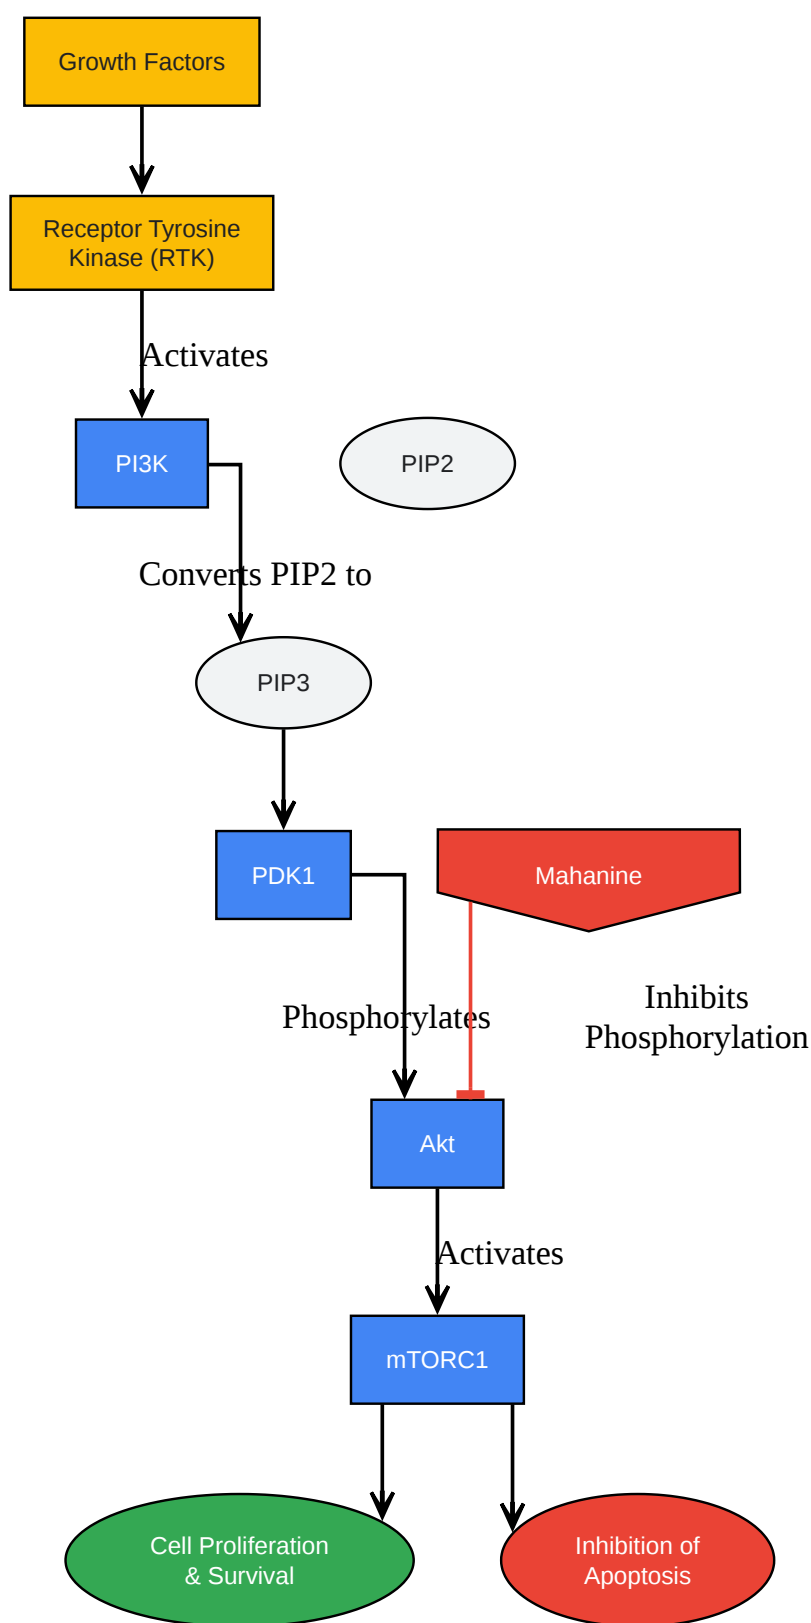 Growth Factors
Receptor Tyrosine
Kinase (RTK)
Activates
PI3K
PIP2
Converts PIP2 to
PIP3
PDK1
Mahanine
Phosphorylates
Inhibits
Phosphorylation
Akt
Activates
mTORC1
Cell Proliferation
& Survival
Inhibition of
Apoptosis